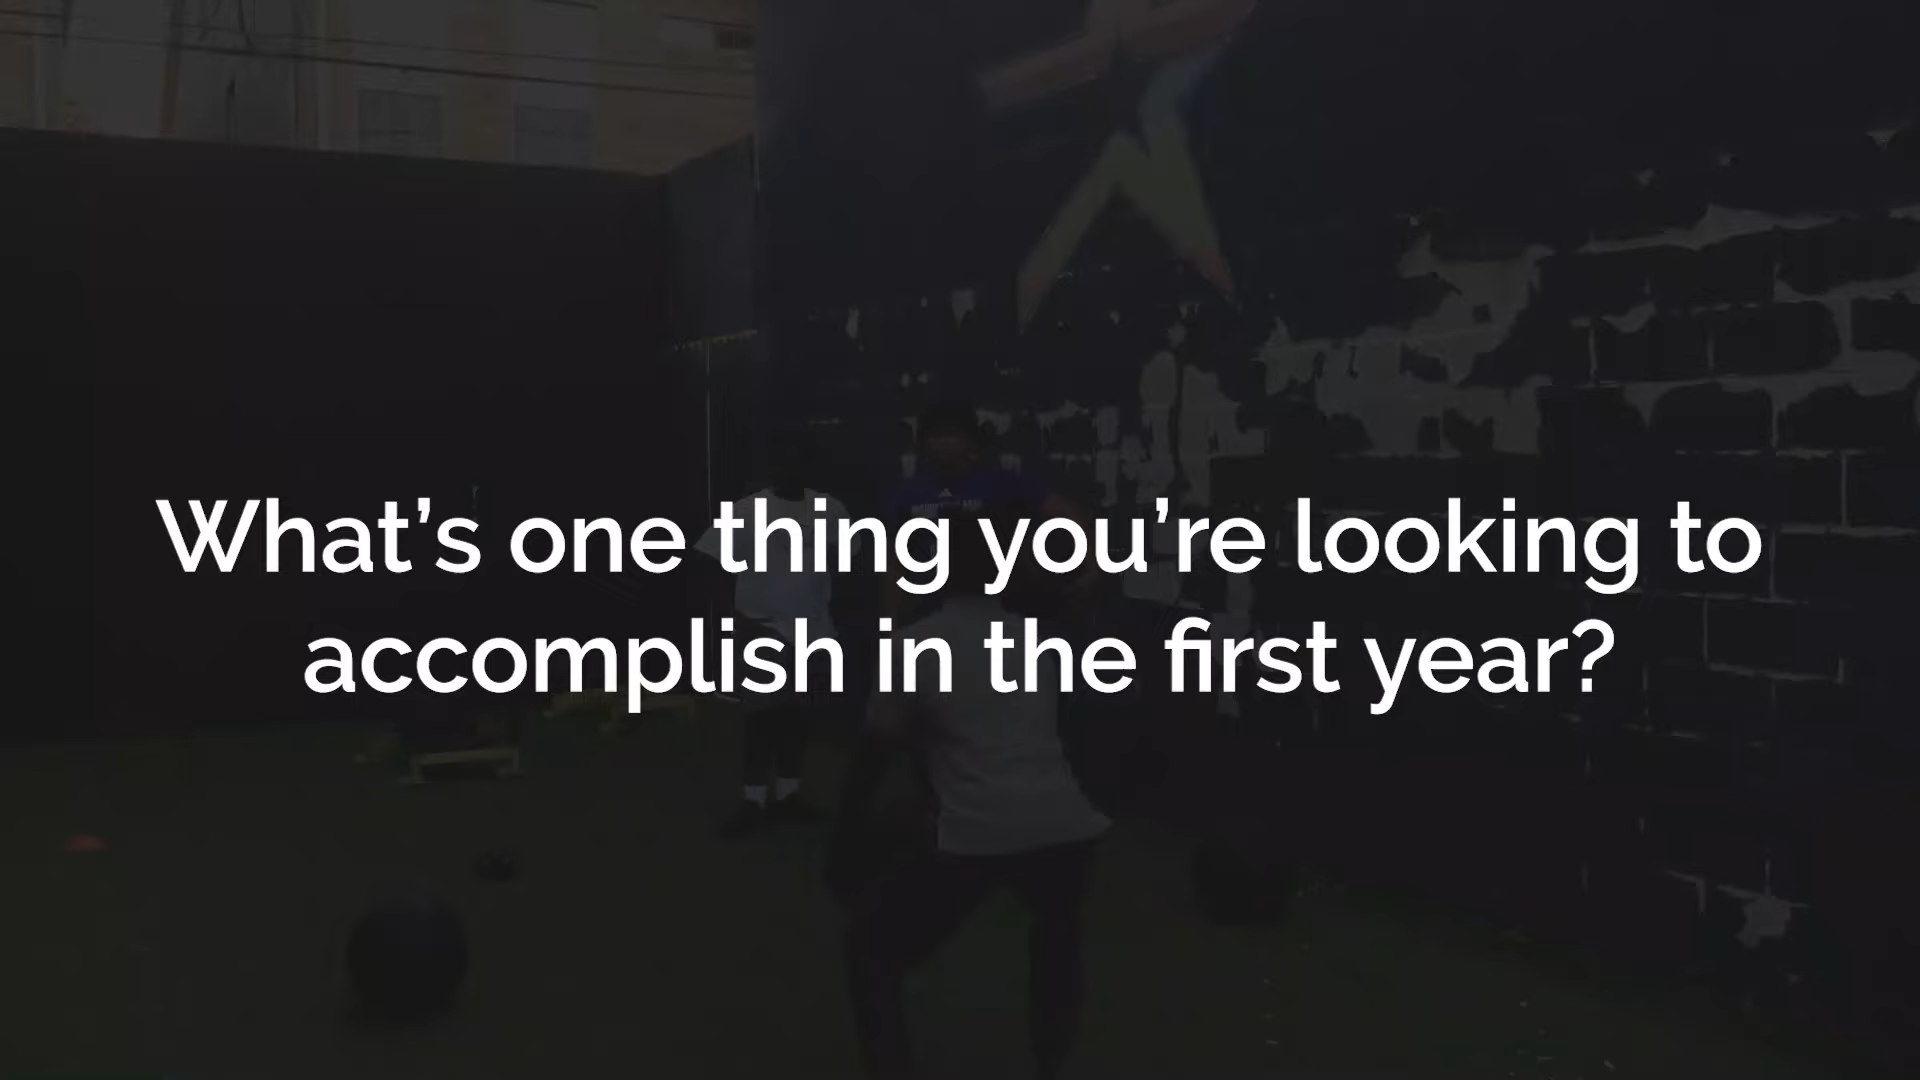 What’s one thing you’re looking to
accomplish in the first year?